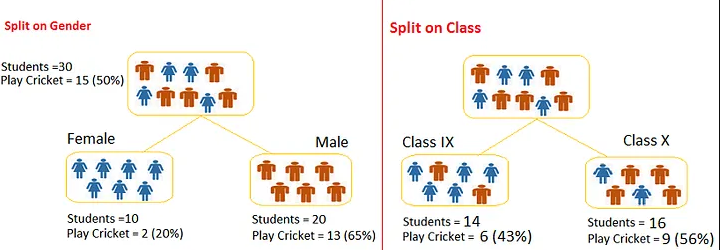 Split on Gender
Students =30
Play Cricket = 15 (50%)
Female
Male
Students =10
Play Cricket = 2 (20%)
Students = 20
Play Cricket = 13 (65%)
Split on Class
Class IX
Class X
Students = 14
Play Cricket = 6 (43%)
Students = 16
Play Cricket = 9 (56%)